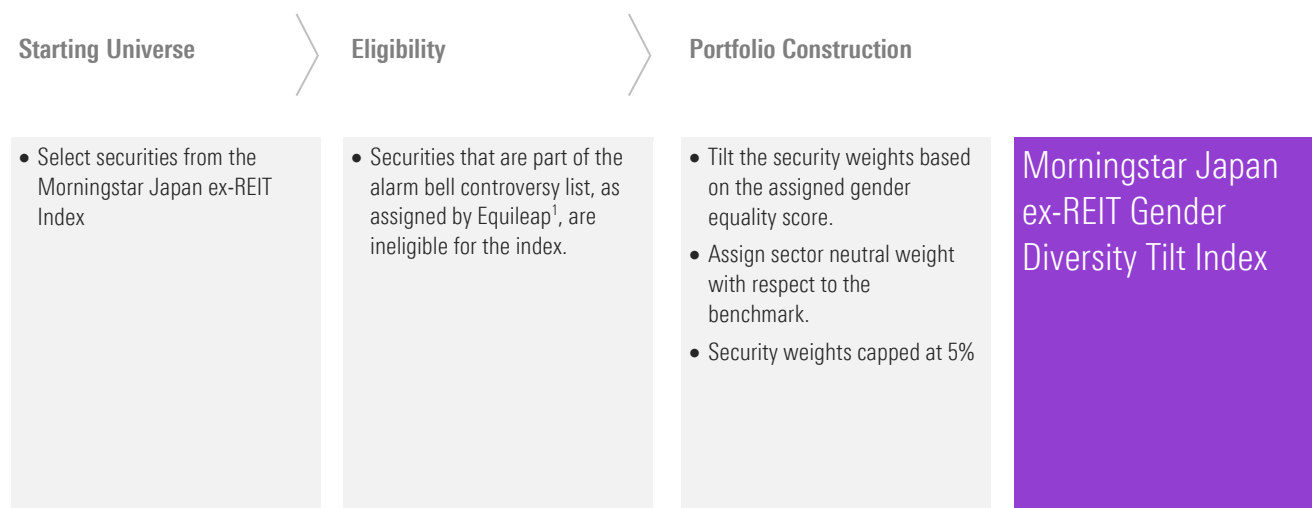 Starting Universe
Eligibility
Portfolio Construction
• Select securities from the
Morningstar Japan ex-REIT
Index
• Securities that are part of the
alarm bell controversy list, as
assigned by Equileap1, are
ineligible for the index.
• Tilt the security weights based
on the assigned gender
equality score.
• Assign sector neutral weight
with respect to the
benchmark.
• Security weights capped at 5%
Morningstar Japan
ex-REIT Gender
Diversity Tilt Index